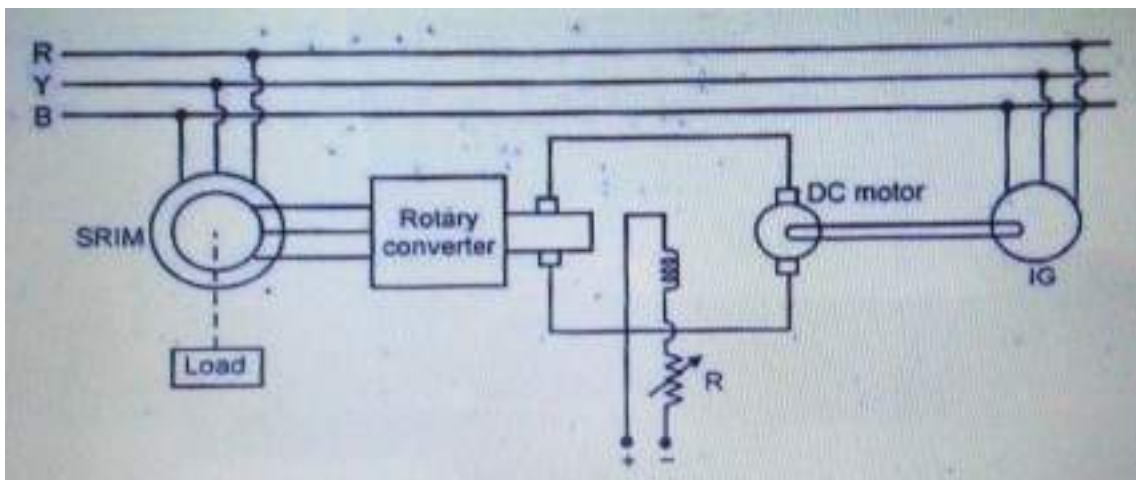 R
Y
B
SRIM
Rotary
converter
DC motor
IG
Load
R
+ −